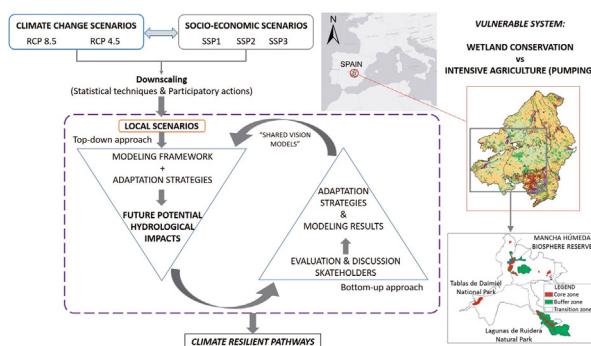 CLIMATE CHANGE SCENARIOS
RCP 8.5 RCP 4.5
SOCIO-ECONOMIC SCENARIOS
SSP1 SSP2 SSP3
Downscaling
(Statistical techniques & Participatory actions)
LOCAL SCENARIOS
Top-down approach
MODELING FRAMEWORK
+
ADAPTATION STRATEGIES
FUTURE POTENTIAL
HYDROLOGICAL
IMPACTS
"SHARED VISION
MODELS"
ADAPTATION
STRATEGIES
&
MODELING RESULTS
EVALUATION & DISCUSSION
SKATEHOLDERS
Bottom-up approach
CLIMATE RESILIENT PATHWAYS
N
SPAIN
VULNERABLE SYSTEM:
WETLAND CONSERVATION
vs
INTENSIVE AGRICULTURE (PUMPING)
MANCHA HÚMEDA
BIOSPHERE RESERVE
Tablas de Daimiel
National Park
Lagunas de Ruidera
Natural Park
LEGEND
Core zone
Buffer zone
Transition zone